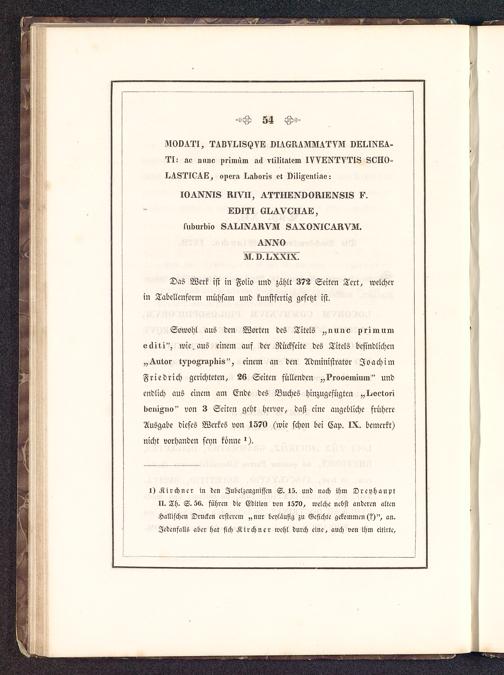 54
MODATI, TABVLISQVE DIAGRAMMATVM DELINEA-
TI: ac nunc primùm ad vtilitatem IVVENTVTIS SCHO-
LASTICAE, opera Laboris et Diligentiae:
IOANNIS RIVII, ATTHENDORIENSIS F.
EDITI GLAVCHAE,
suburbio SALINARVM SAXONICARVM.
ANNO
M. D. LXXIX.
Das Werk ist in Folio und zählt 372 Seiten Text, welcher
in Tabellenform mühsam und kunstfertig gesetzt ist.
Sowohl aus den Worten des Titels „nunc primum
editi", wie aus einem auf der Rückseite des Titels befindlichen
„Autor typographis", einem an den Administrator Joachim
Friedrich gerichteten, 26 Seiten füllenden „Prooemium" und
endlich aus einem am Ende des Buches hinzugefügten „Lectori
benigno" von 3 Seiten geht hervor, daß eine angebliche frühere
Ausgabe dieses Werkes von 1570 (wie schon bei Cap. IX. bemerkt)
nicht vorhanden seyn könne ¹).
1) Kirchner in den Jubelzeugnissen S. 15. und nach ihm Dreyhaupt
II. Th. S. 56. führen die Edition von 1570, welche nebst anderen alten
Hallischen Drucken ersterem „nur beyläufig zu Gesichte gekommen (?)", an.
Jedenfalls aber hat sich Kirchner wohl durch eine, auch von ihm citirte,